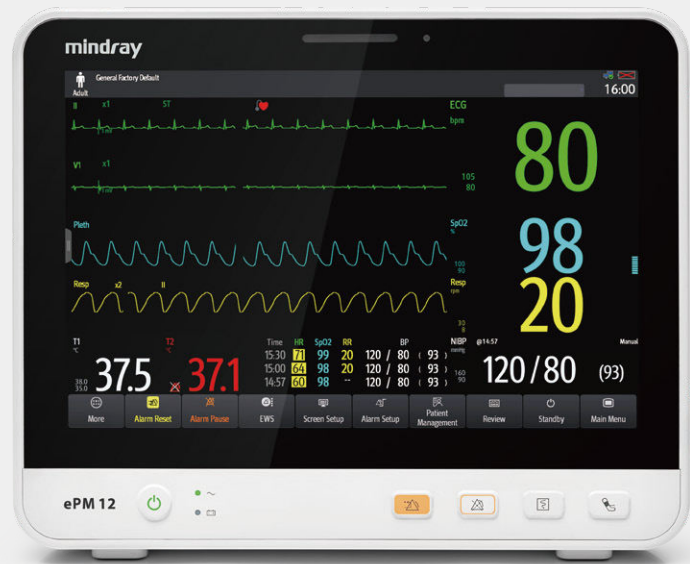 mindray
General Factory Default
Adult
16:00
II x1 ST
ECG
bpm
80
1mV
V1 x1
105
80
1mV
Pleth
SpO2
%
98
100
90
Resp x2 II
Resp
rpm
20
30
8
T1
°C
38.0
35.0
37.5
T2
°C
37.1
Time HR SpO2 RR BP
15:30 71 99 20 120 / 80 ( 93 )
15:00 64 98 20 120 / 80 ( 93 )
14:57 60 98 -- 120 / 80 ( 93 )
NIBP @14:57 Manual
mmHg
160
90
120/80 (93)
More
Alarm Reset
Alarm Pause
EWS
Screen Setup
Alarm Setup
Patient
Management
Review
Standby
Main Menu
ePM 12